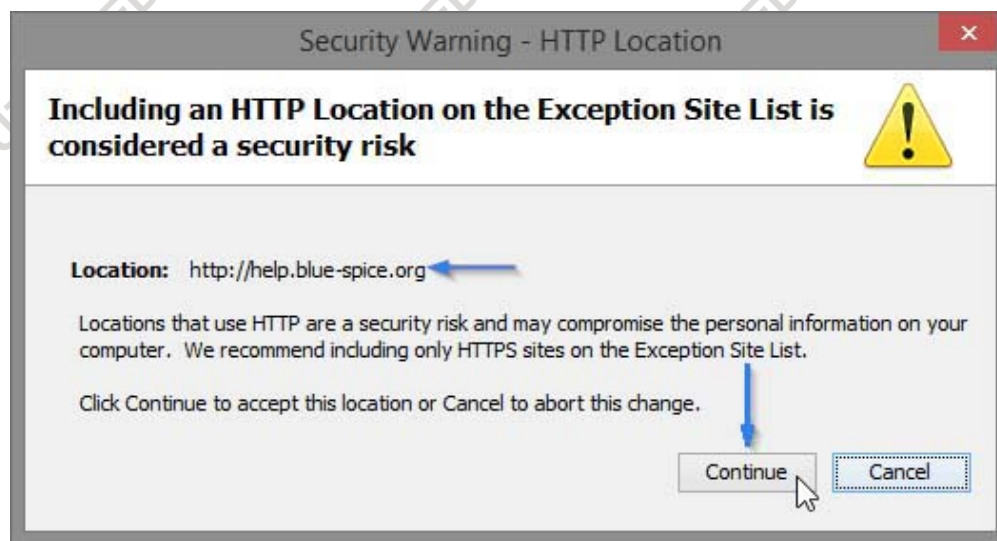 Security Warning - HTTP Location
Including an HTTP Location on the Exception Site List is
considered a security risk
Location: http://help.blue-spice.org
Locations that use HTTP are a security risk and may compromise the personal information on your
computer. We recommend including only HTTPS sites on the Exception Site List.
Click Continue to accept this location or Cancel to abort this change.
Continue
Cancel